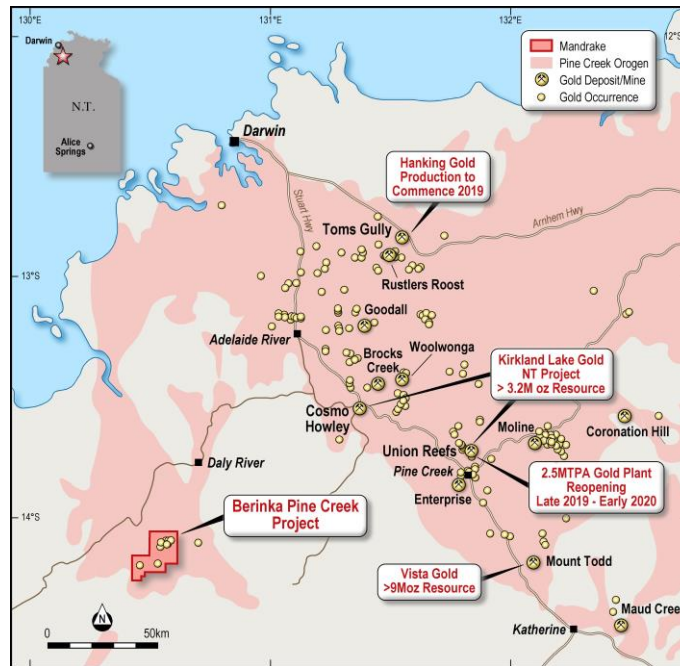 130°E
131°E
132°E
12°S
Darwin
N.T.
Alice
Springs
Mandrake
Pine Creek Orogen
Gold Deposit/Mine
Gold Occurrence
Darwin
Hanking Gold
Production to
Commence 2019
Stuart Hwy
Arnhem Hwy
Toms Gully
Rustlers Roost
13°S
Goodall
Adelaide River
Brocks
Creek
Woolwonga
Kirkland Lake Gold
NT Project
> 3.2M oz Resource
Cosmo
Howley
Moline
Coronation Hill
Union Reefs
Daly River
Pine Creek
2.5MTPA Gold Plant
Reopening
Late 2019 - Early 2020
Enterprise
Berinka Pine Creek
Project
14°S
Mount Todd
Vista Gold
>9Moz Resource
Maud Cree
N
0
50km
Katherine